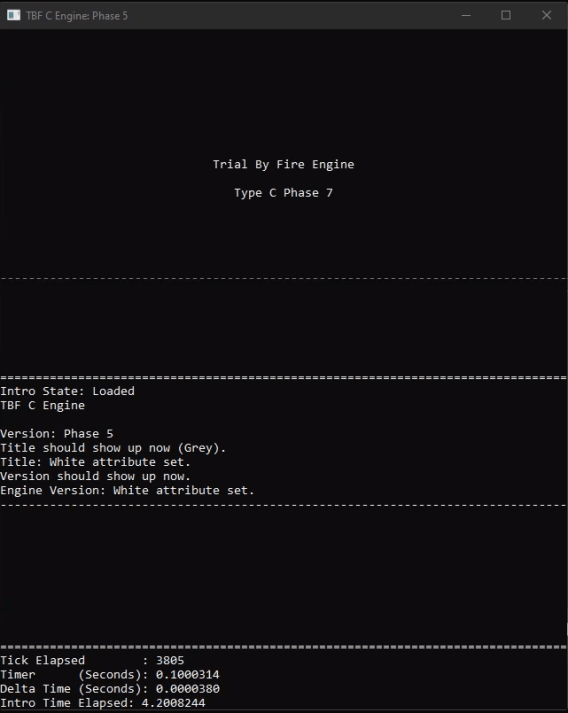 TBF C Engine: Phase 5
Trial By Fire Engine
Type C Phase 7
--------------------------------------------------------------------------------
================================================================================
Intro State: Loaded
TBF C Engine
Version: Phase 5
Title should show up now (Grey).
Title: White attribute set.
Version should show up now.
Engine Version: White attribute set.
--------------------------------------------------------------------------------
================================================================================
Tick Elapsed        : 3805
Timer      (Seconds): 0.1000314
Delta Time (Seconds): 0.0000380
Intro Time Elapsed: 4.2008244